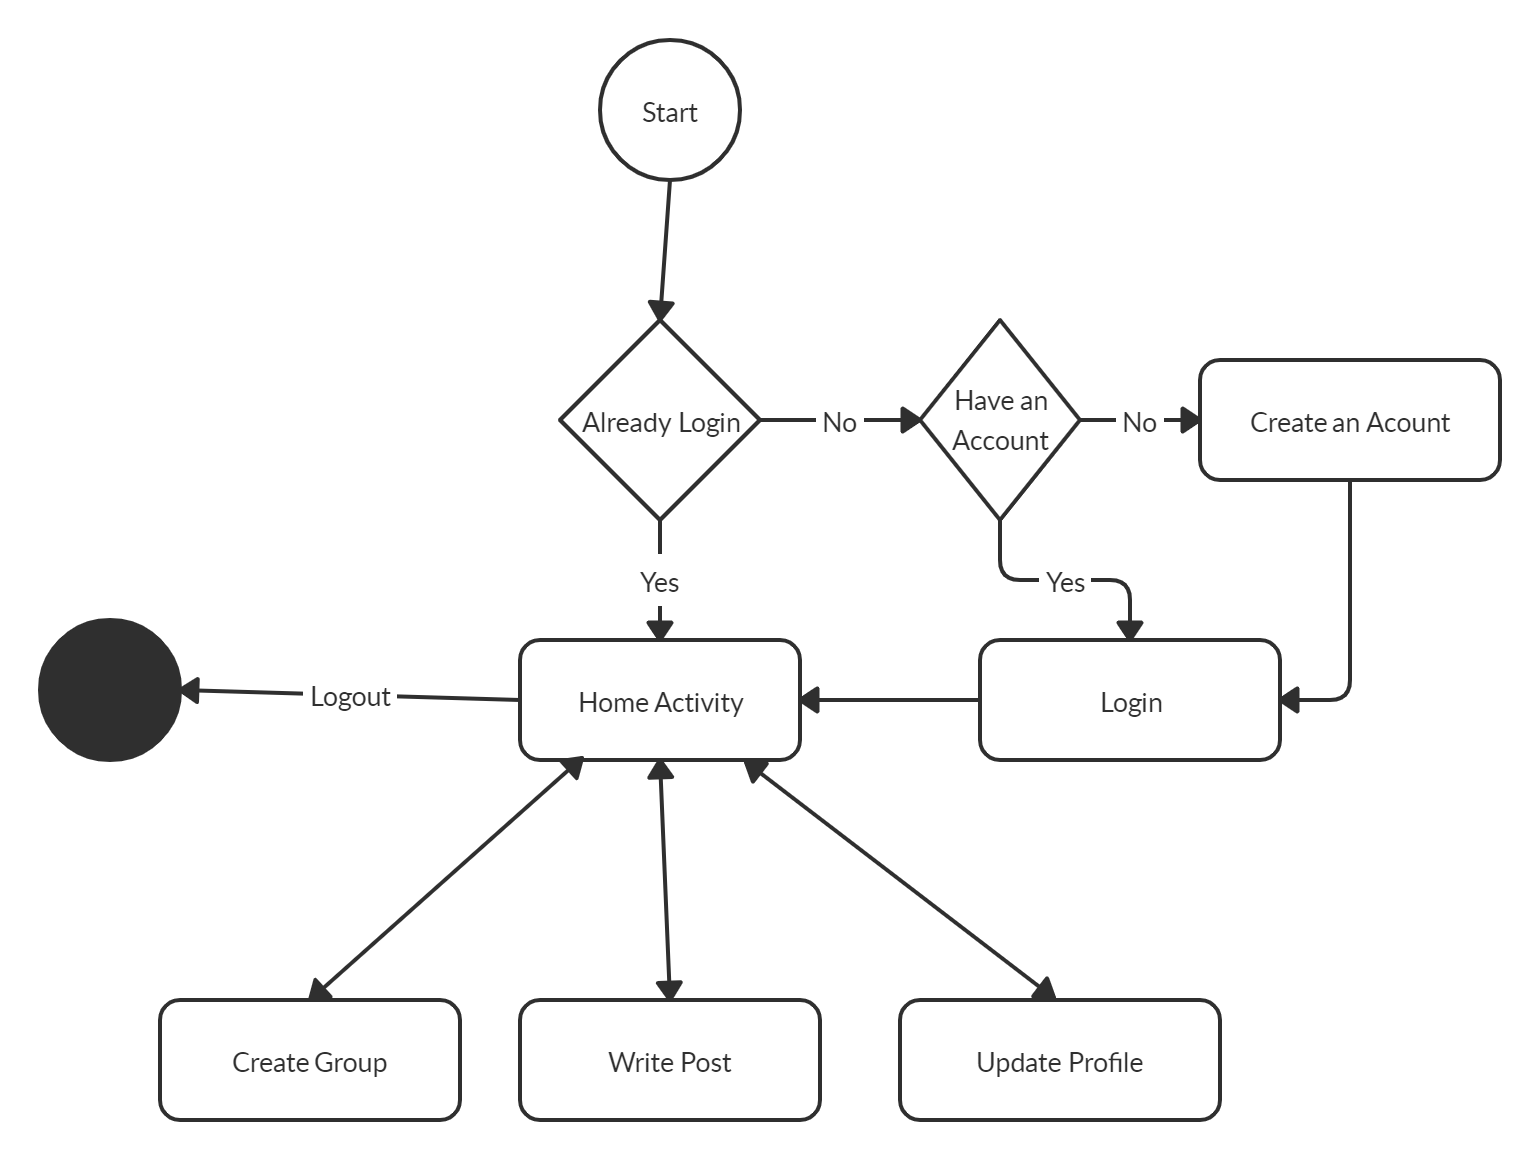 Start
Already Login
No
Have an
Account
No
Create an Acount
Yes
Yes
Logout
Home Activity
Login
Create Group
Write Post
Update Profile